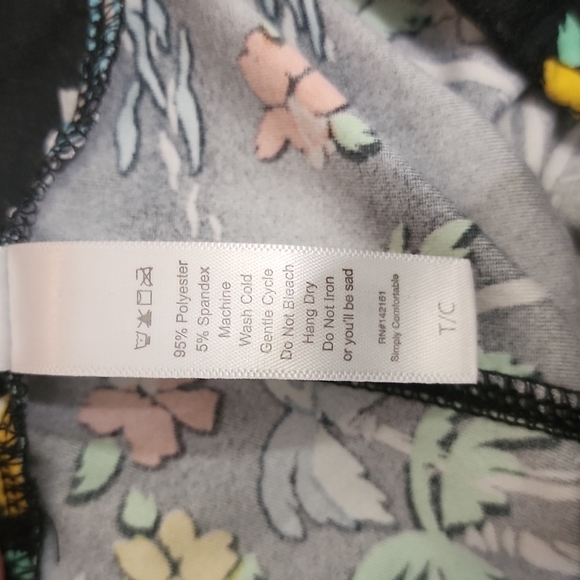 95% Polyester
5% Spandex
Machine
Wash Cold
Gentle Cycle
Do Not Bleach
Hang Dry
Do Not Iron
or you'll be sad
RN#142161
Simply Comfortable
T/C